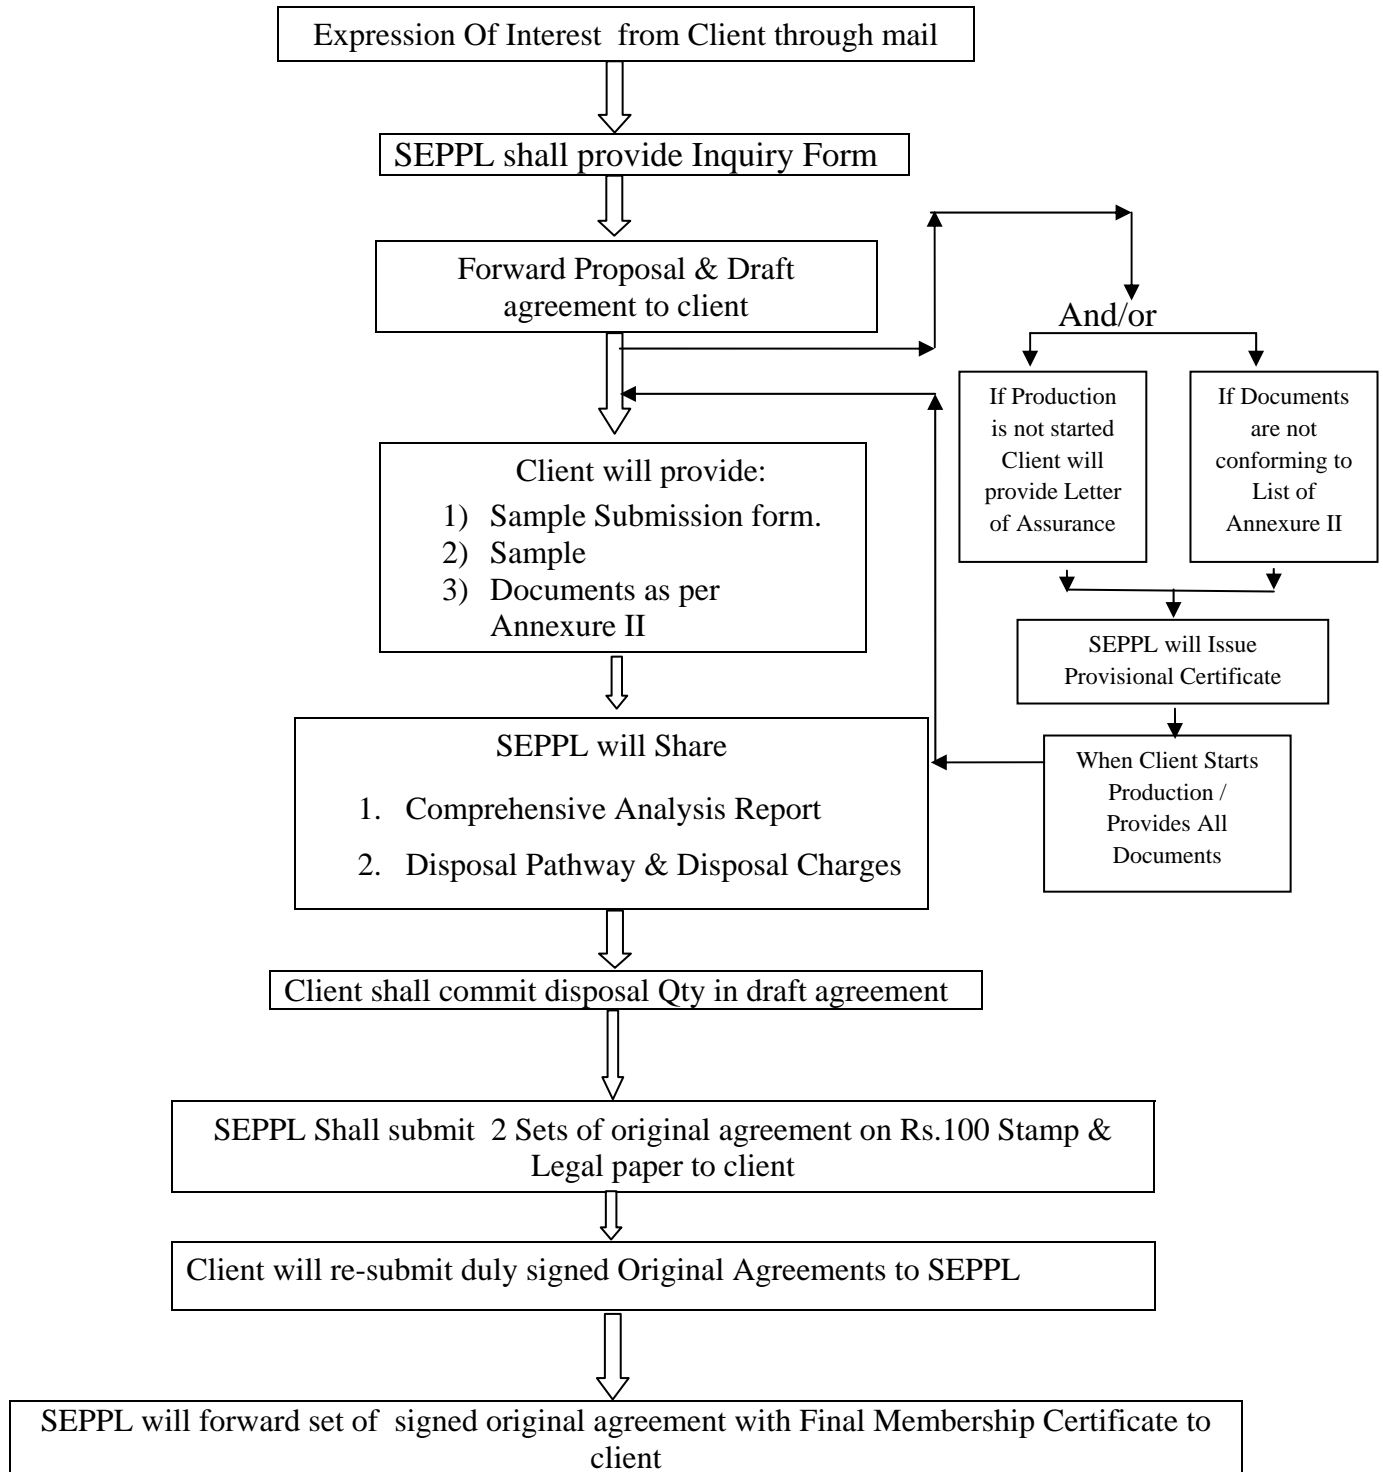 Expression Of Interest  from Client through mail
SEPPL shall provide Inquiry Form
Forward Proposal & Draft
agreement to client
And/or
If Production
is not started
Client will
provide Letter
of Assurance
If Documents
are not
conforming to
List of
Annexure II
Client will provide:
1) Sample Submission form.
2) Sample
3) Documents as per
Annexure II
SEPPL will Issue
Provisional Certificate
When Client Starts
Production /
Provides All
Documents
SEPPL will Share
1. Comprehensive Analysis Report
2. Disposal Pathway & Disposal Charges
Client shall commit disposal Qty in draft agreement
SEPPL Shall submit  2 Sets of original agreement on Rs.100 Stamp &
Legal paper to client
Client will re-submit duly signed Original Agreements to SEPPL
SEPPL will forward set of  signed original agreement with Final Membership Certificate to
client